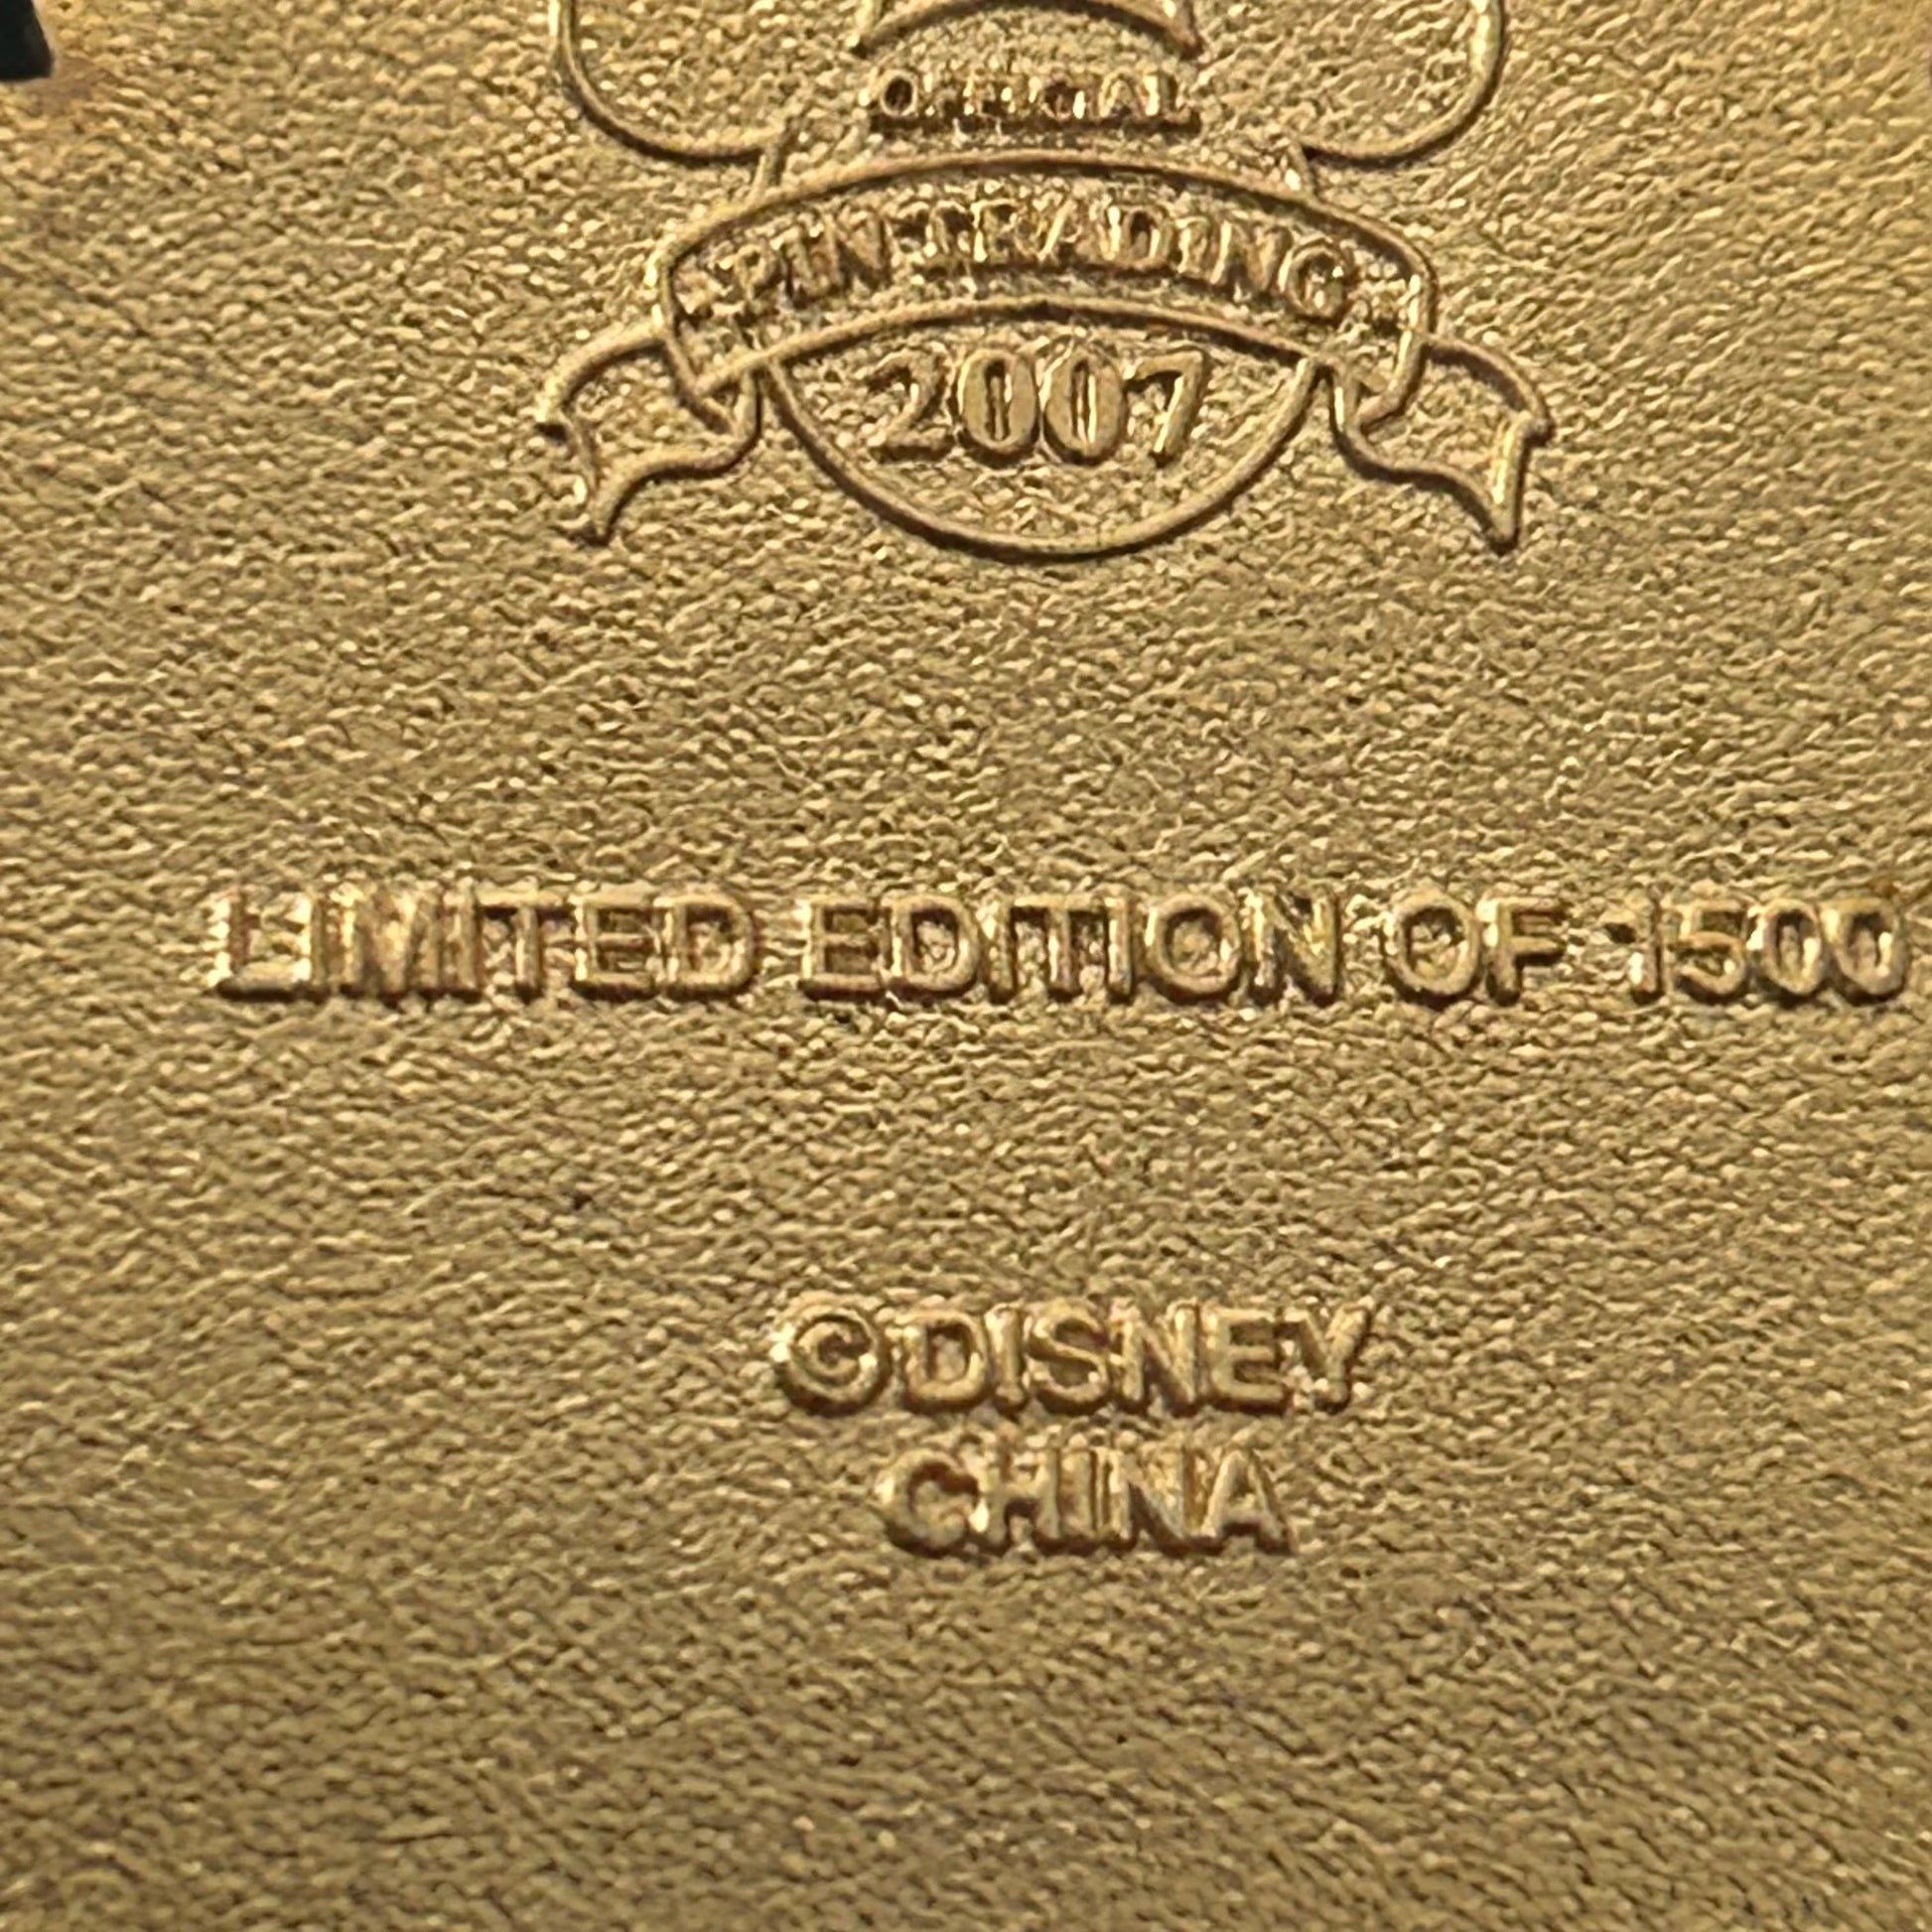 OFFICIAL
PIN TRADING
2007
LIMITED EDITION OF 1500
©DISNEY
CHINA